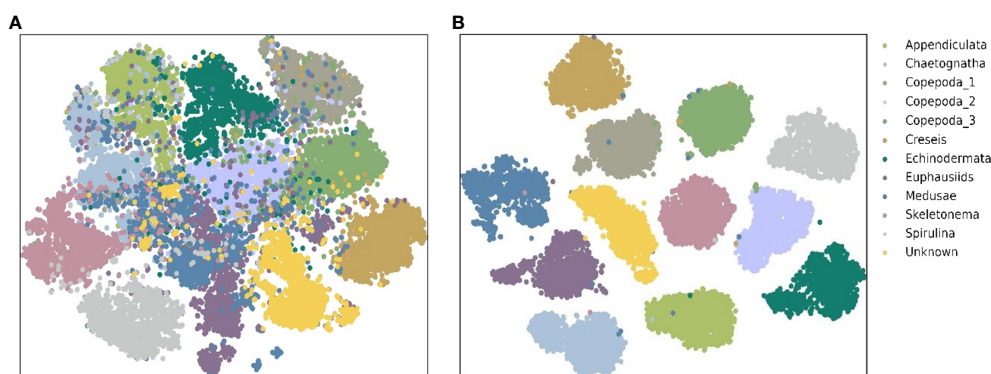 A
B
Appendiculata
Chaetognatha
Copepoda_1
Copepoda_2
Copepoda_3
Creseis
Echinodermata
Euphausiids
Medusae
Skeletonema
Spirulina
Unknown